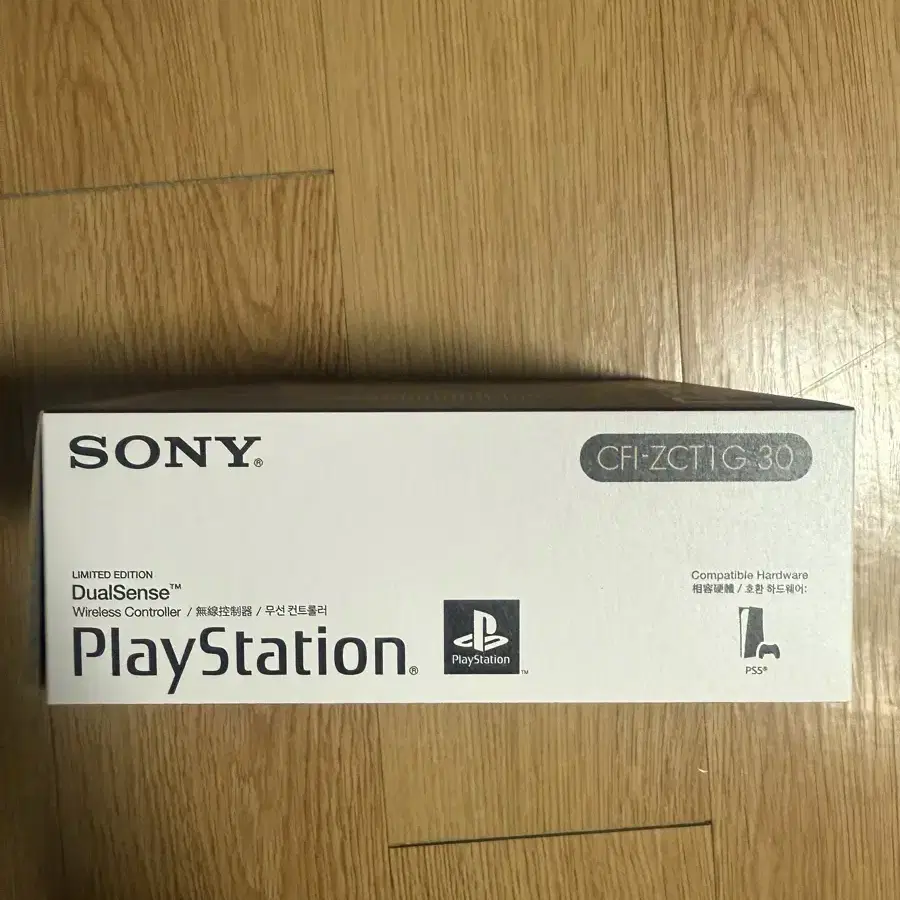 SONY®
CFI-ZCT1G 30
LIMITED EDITION
DualSense™
Wireless Controller / 無線控制器 / 무선 컨트롤러
PlayStation®
PlayStation™
Compatible Hardware
相容硬體 / 호환 하드웨어:
PS5®